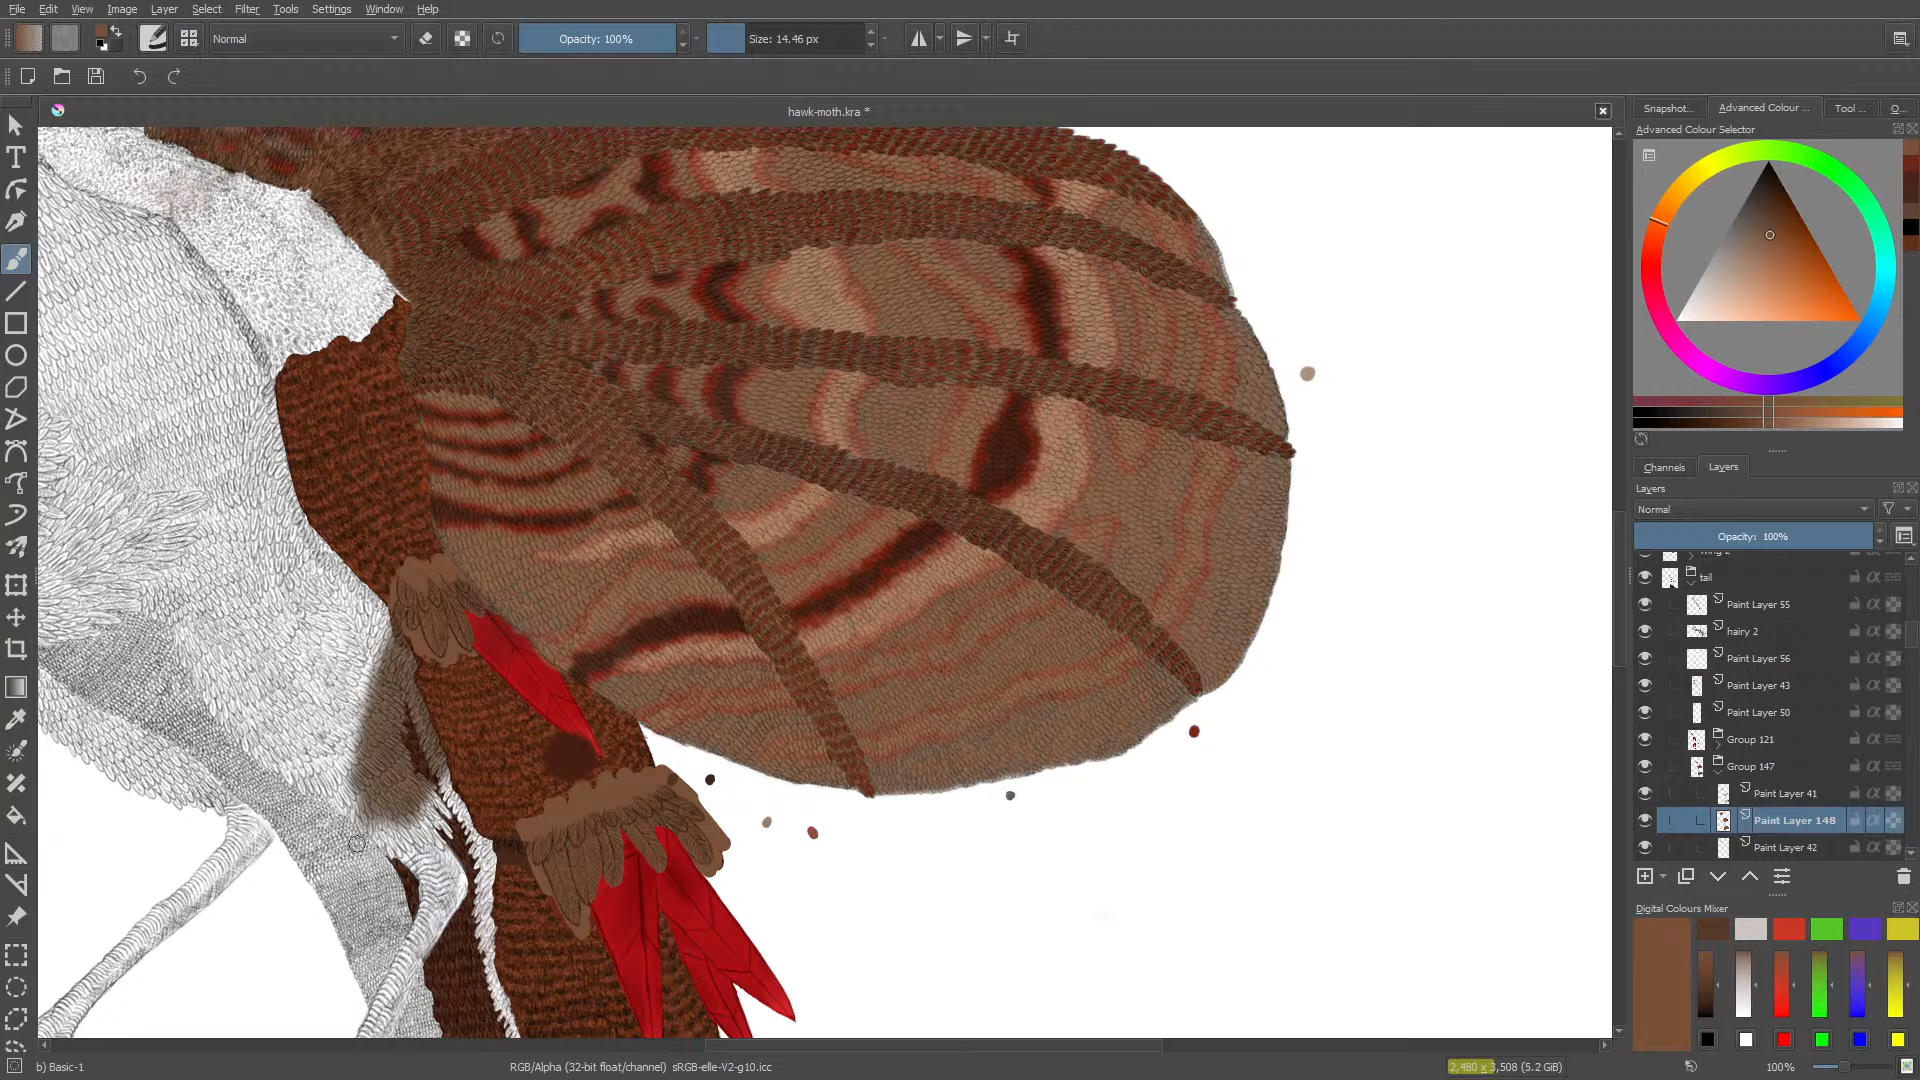 File Edit View Image Layer Select Filter Tools Settings Window Help
Normal Opacity: 100% Size: 14.46 px
hawk-moth.kra *
Snapshot... Advanced Colour ... Tool ... O...
Advanced Colour Selector
Channels Layers
Layers
Normal
Opacity: 100%
tail
Paint Layer 55
hairy 2
Paint Layer 56
Paint Layer 43
Paint Layer 50
Group 121
Group 147
Paint Layer 41
Paint Layer 148
Paint Layer 42
Digital Colours Mixer
b) Basic-1 RGB/Alpha (32-bit float/channel) sRGB-elle-V2-g10.icc 2,480 x 3,508 (5.2 GiB) 100%